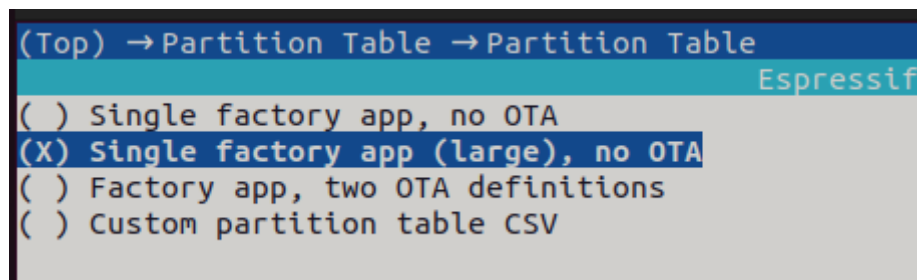 (Top) → Partition Table → Partition Table
Espressif
( ) Single factory app, no OTA
(X) Single factory app (large), no OTA
( ) Factory app, two OTA definitions
( ) Custom partition table CSV